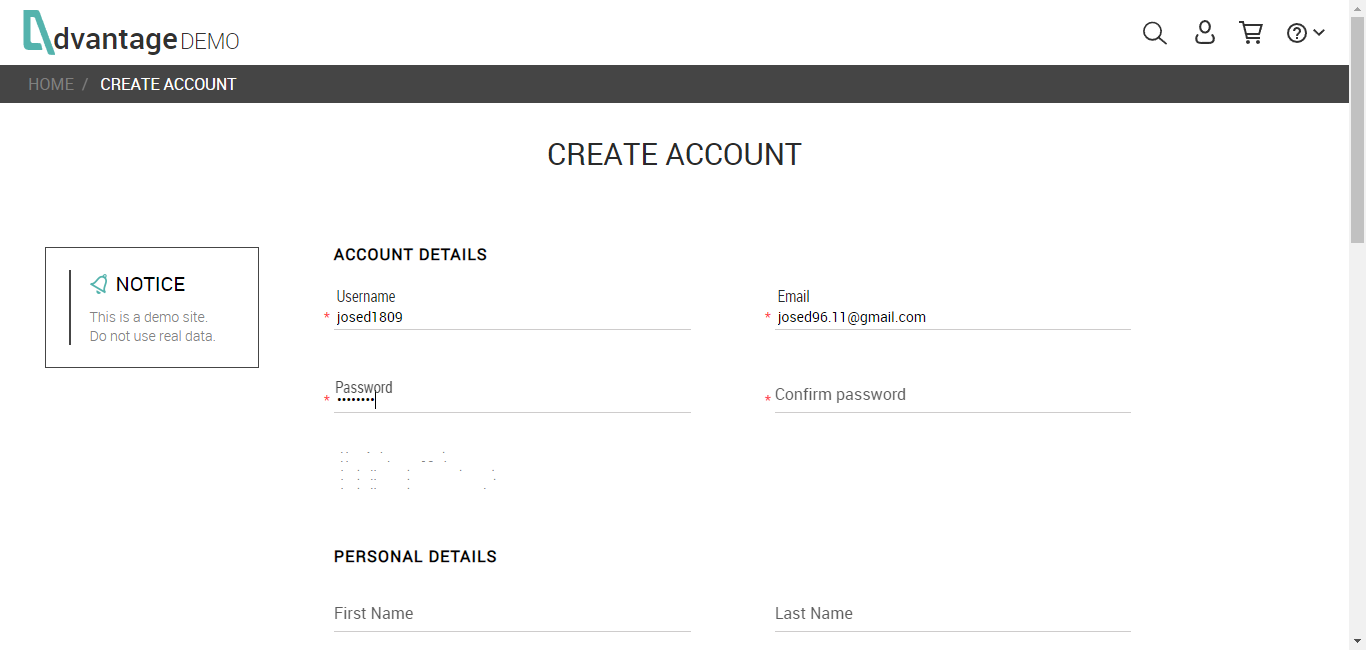 dvantage DEMO
HOME / CREATE ACCOUNT
CREATE ACCOUNT
NOTICE
This is a demo site.
Do not use real data.
ACCOUNT DETAILS
Username
* josed1809
Email
* josed96.11@gmail.com
Password
* ••••••••
* Confirm password
PERSONAL DETAILS
First Name
Last Name